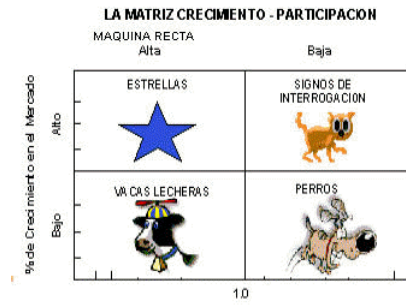 LA MATRIZ CRECIMIENTO - PARTICIPACION
MAQUINA RECTA
Alta
Baja
% de Crecimiento en el Mercado
Alto
Bajo
ESTRELLAS
SIGNOS DE
INTERROGACION
VACAS LECHERAS
PERROS
1.0